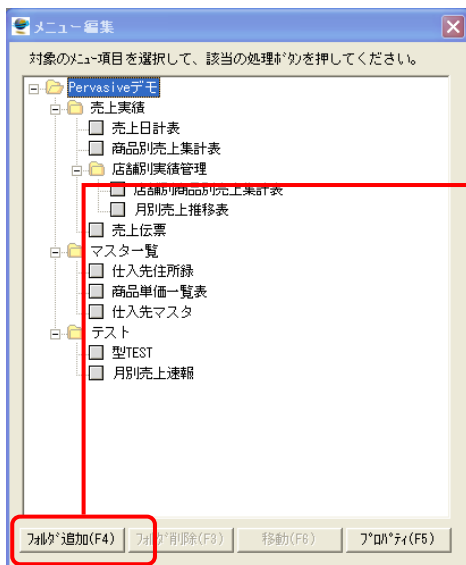 メニュー編集
対象のﾒﾆｭｰ項目を選択して、該当の処理ﾎﾞﾀﾝを押してください。
Pervasiveデモ
売上実績
売上日計表
商品別売上集計表
店舗別実績管理
店舗別商品別売上集計表
月別売上推移表
売上伝票
マスタ一覧
仕入先住所録
商品単価一覧表
仕入先マスタ
テスト
型TEST
月別売上速報
ﾌｫﾙﾀﾞ追加(F4) ﾌｫﾙﾀﾞ削除(F3) 移動(F6) ﾌﾟﾛﾊﾟﾃｨ(F5)